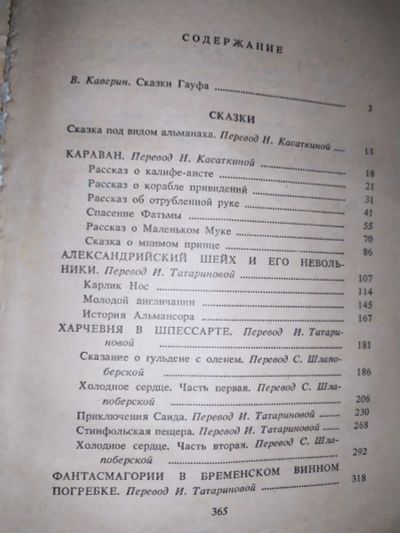 СОДЕРЖАНИЕ
В. Каверин. Сказки Гауфа ... 3
СКАЗКИ
Сказка под видом альманаха. Перевод Н. Касаткиной ... 13
КАРАВАН. Перевод Н. Касаткиной ... 18
Рассказ о калифе-аисте ... 21
Рассказ о корабле привидений ... 31
Рассказ об отрубленной руке ... 41
Спасение Фатьмы ... 55
Рассказ о Маленьком Муке ... 70
Сказка о мнимом принце ... 86
АЛЕКСАНДРИЙСКИЙ ШЕЙХ И ЕГО НЕВОЛЬ-
НИКИ. Перевод И. Татариновой ... 107
Карлик Нос ... 114
Молодой англичанин ... 145
История Альмансора ... 167
ХАРЧЕВНЯ В ШПЕССАРТЕ. Перевод И. Татари-
новой ... 181
Сказание о гульдене с оленем. Перевод С. Шлапо-
берской ... 186
Холодное сердце. Часть первая. Перевод С. Шла-
поберской ... 206
Приключения Саида. Перевод И. Татариновой ... 230
Стинфольская пещера. Перевод И. Татариновой ... 268
Холодное сердце. Часть вторая. Перевод С. Шла-
поберской ... 292
ФАНТАСМАГОРИИ В БРЕМЕНСКОМ ВИННОМ
ПОГРЕБКЕ. Перевод И. Татариновой ... 318
365